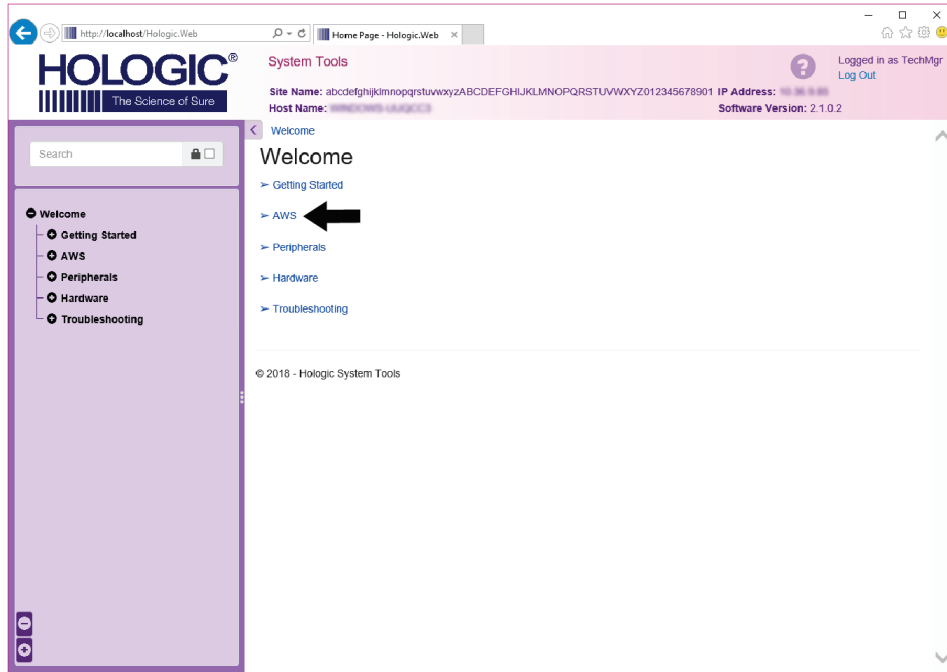 http://localhost/Hologic.Web
Home Page - Hologic.Web
HOLOGIC®
The Science of Sure
System Tools
Logged in as TechMgr
Log Out
Site Name: abcdefghijklmnopqrstuvwxyzABCDEFGHIJKLMNOPQRSTUVWXYZ012345678901 IP Address:
Host Name:
Software Version: 2.1.0.2
Search
Welcome
Getting Started
AWS
Peripherals
Hardware
Troubleshooting
Welcome
Welcome
➢ Getting Started
➢ AWS
➢ Peripherals
➢ Hardware
➢ Troubleshooting
© 2018 - Hologic System Tools